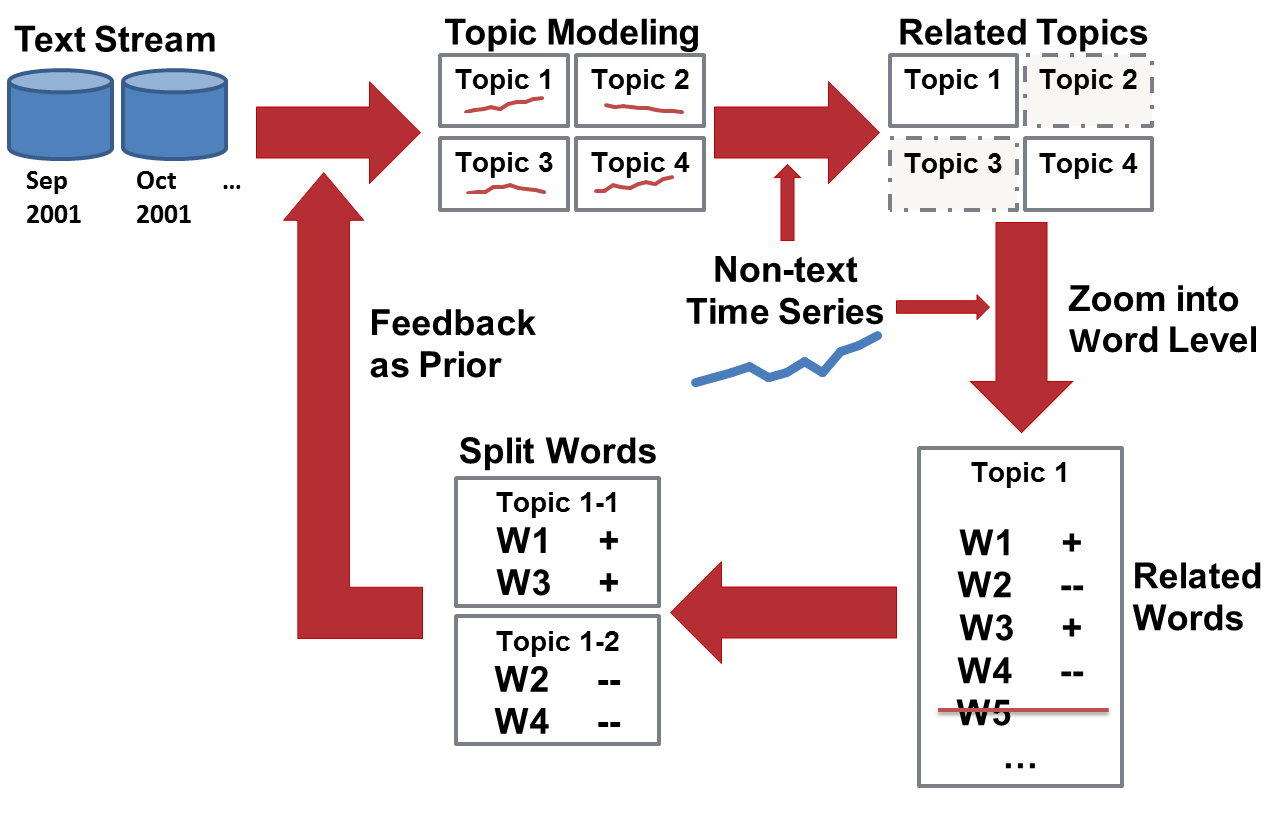 Text Stream
Sep
2001
Oct
2001
...
Topic Modeling
Topic 1
Topic 2
Topic 3
Topic 4
Related Topics
Topic 1
Topic 2
Topic 3
Topic 4
Non-text
Time Series
Zoom into
Word Level
Feedback
as Prior
Split Words
Topic 1-1
W1 +
W3 +
Topic 1-2
W2 --
W4 --
Topic 1
W1 +
W2 --
W3 +
W4 --
W5
...
Related
Words